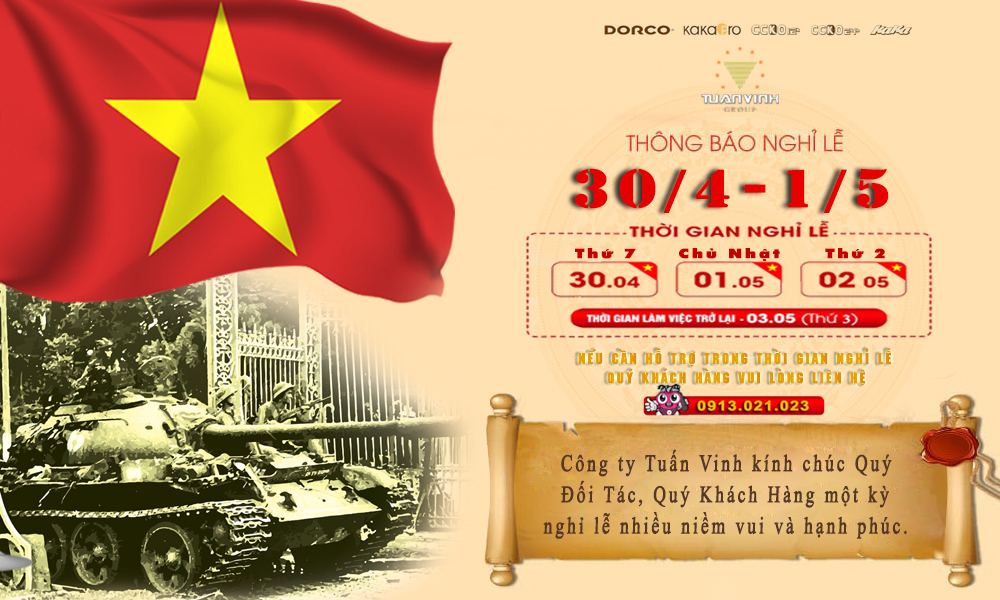 DORCO KaKaEro CCKO CCKO KaKa
TUANVINH
GROUP
THÔNG BÁO NGHỈ LỄ
30/4-1/5
THỜI GIAN NGHỈ LỄ
Thứ 7 Chủ Nhật Thứ 2
30.04 01.05 02 05
THỜI GIAN LÀM VIỆC TRỞ LẠI - 03.05 (Thứ 3)
NẾU CẦN HỖ TRỢ TRONG THỜI GIAN NGHỈ LỄ
QUÝ KHÁCH HÀNG VUI LÒNG LIÊN HỆ
0913.021.023
Công ty Tuấn Vinh kính chúc Quý
Đối Tác, Quý Khách Hàng một kỳ
nghỉ lễ nhiều niềm vui và hạnh phúc.